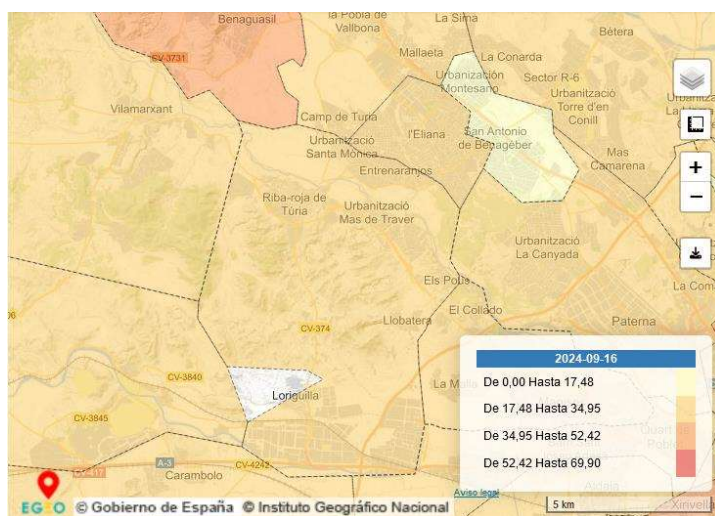 Benaguasil
la Pobla de
Vallbona
La Sima
Bétera
CV-3731
Mallaeta
La Conarda
Urbanización
Montesano
Sector R-6
Vilamarxant
Urbanització
Torre d'en
Conill
Camp de Túria
l'Eliana
San Antonio
de Benagéber
Urbanització
Santa Mònica
Mas
Camarena
Entrenaranjos
Riba-roja de
Túria
Urbanització
Mas de Traver
Urbanització
La Canyada
Els Pous
La Com
El Collado
CV-374
Llobatera
Paterna
CV-3840
Loriguilla
CV-3845
A-3
CV-4242
Carambolo
2024-09-16
De 0,00 Hasta 17,48
De 17,48 Hasta 34,95
De 34,95 Hasta 52,42
De 52,42 Hasta 69,90
Aviso legal
5 km
Xirivella
EGEO © Gobierno de España © Instituto Geográfico Nacional
+
−